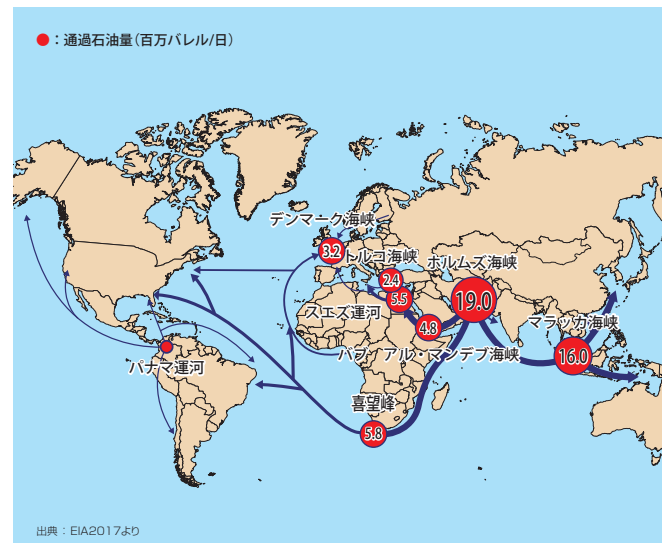 ●：通過石油量（百万バレル/日）
デンマーク海峡
3.2
トルコ海峡
2.4
ホルムズ海峡
19.0
5.5
スエズ運河
4.8
マラッカ海峡
16.0
バブ アル・マンデブ海峡
パナマ運河
喜望峰
5.8
出典：EIA2017より